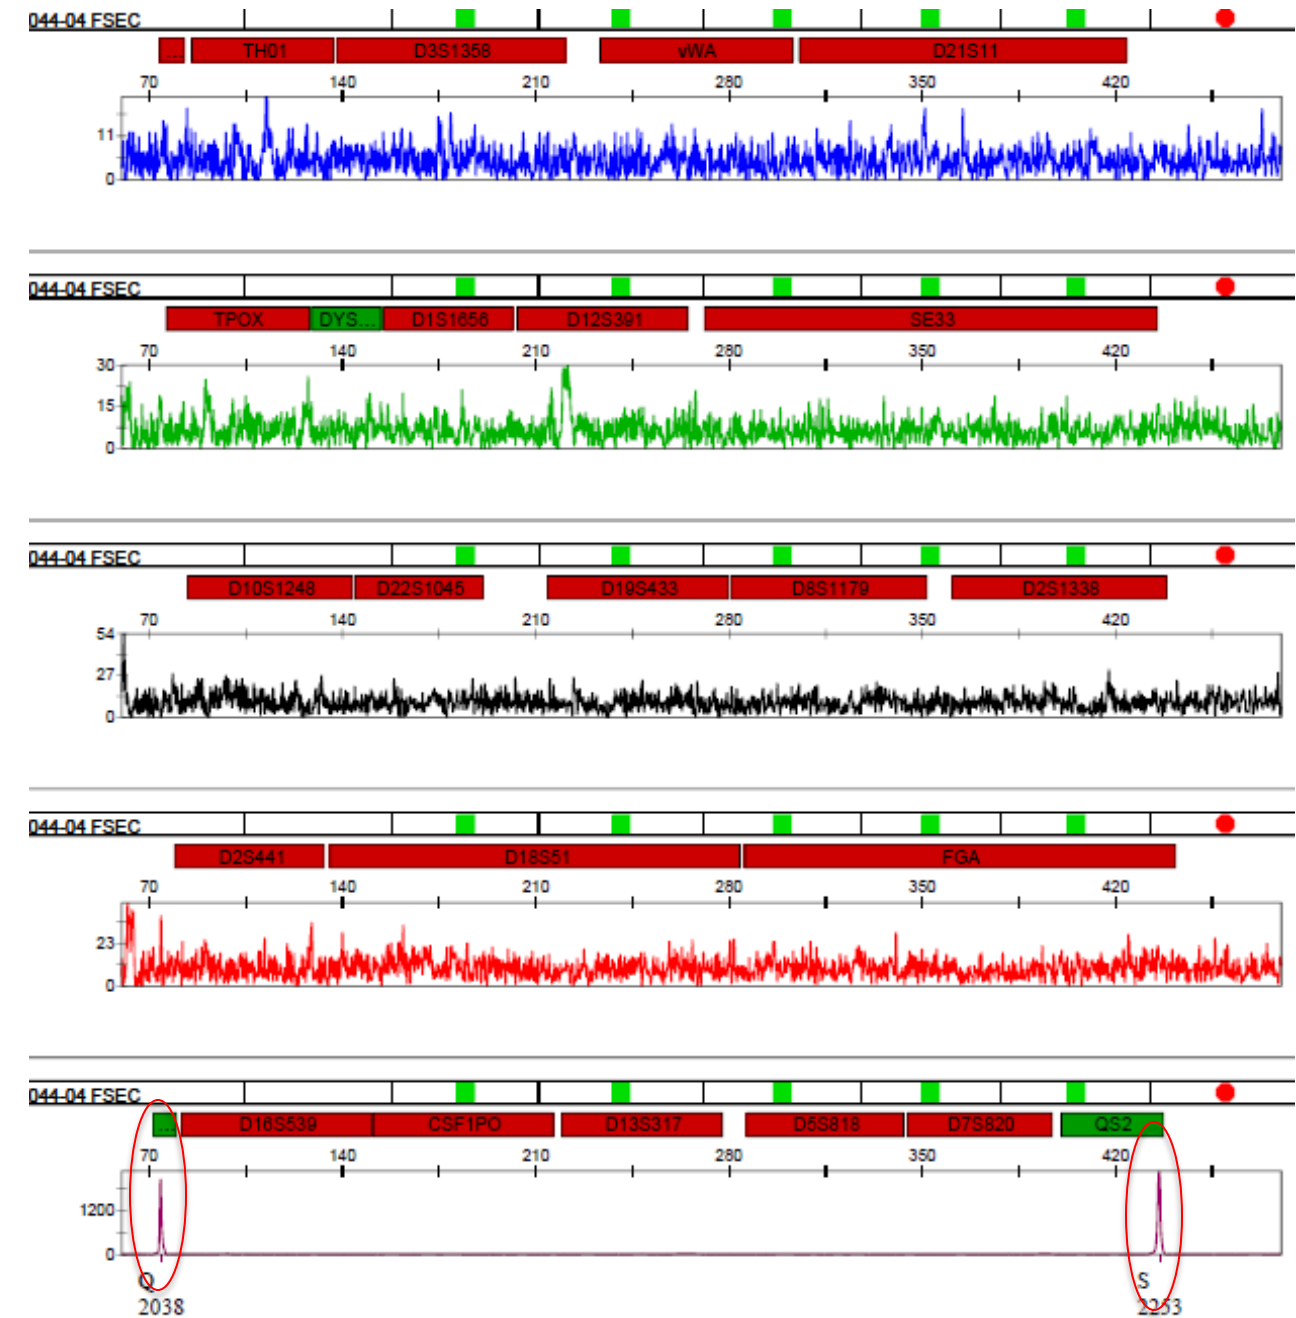 044-04 FSEC
... TH01 D3S1358 vWA D21S11
70 140 210 280 350 420
11
0
044-04 FSEC
TPOX DYS... D1S1656 D12S391 SE33
70 140 210 280 350 420
30
15
0
044-04 FSEC
D10S1248 D22S1045 D19S433 D8S1179 D2S1338
70 140 210 280 350 420
54
27
0
044-04 FSEC
D2S441 D18S51 FGA
70 140 210 280 350 420
23
0
044-04 FSEC
... D16S539 CSF1PO D13S317 D5S818 D7S820 QS2
70 140 210 280 350 420
1200
0
Q S
2038 2253